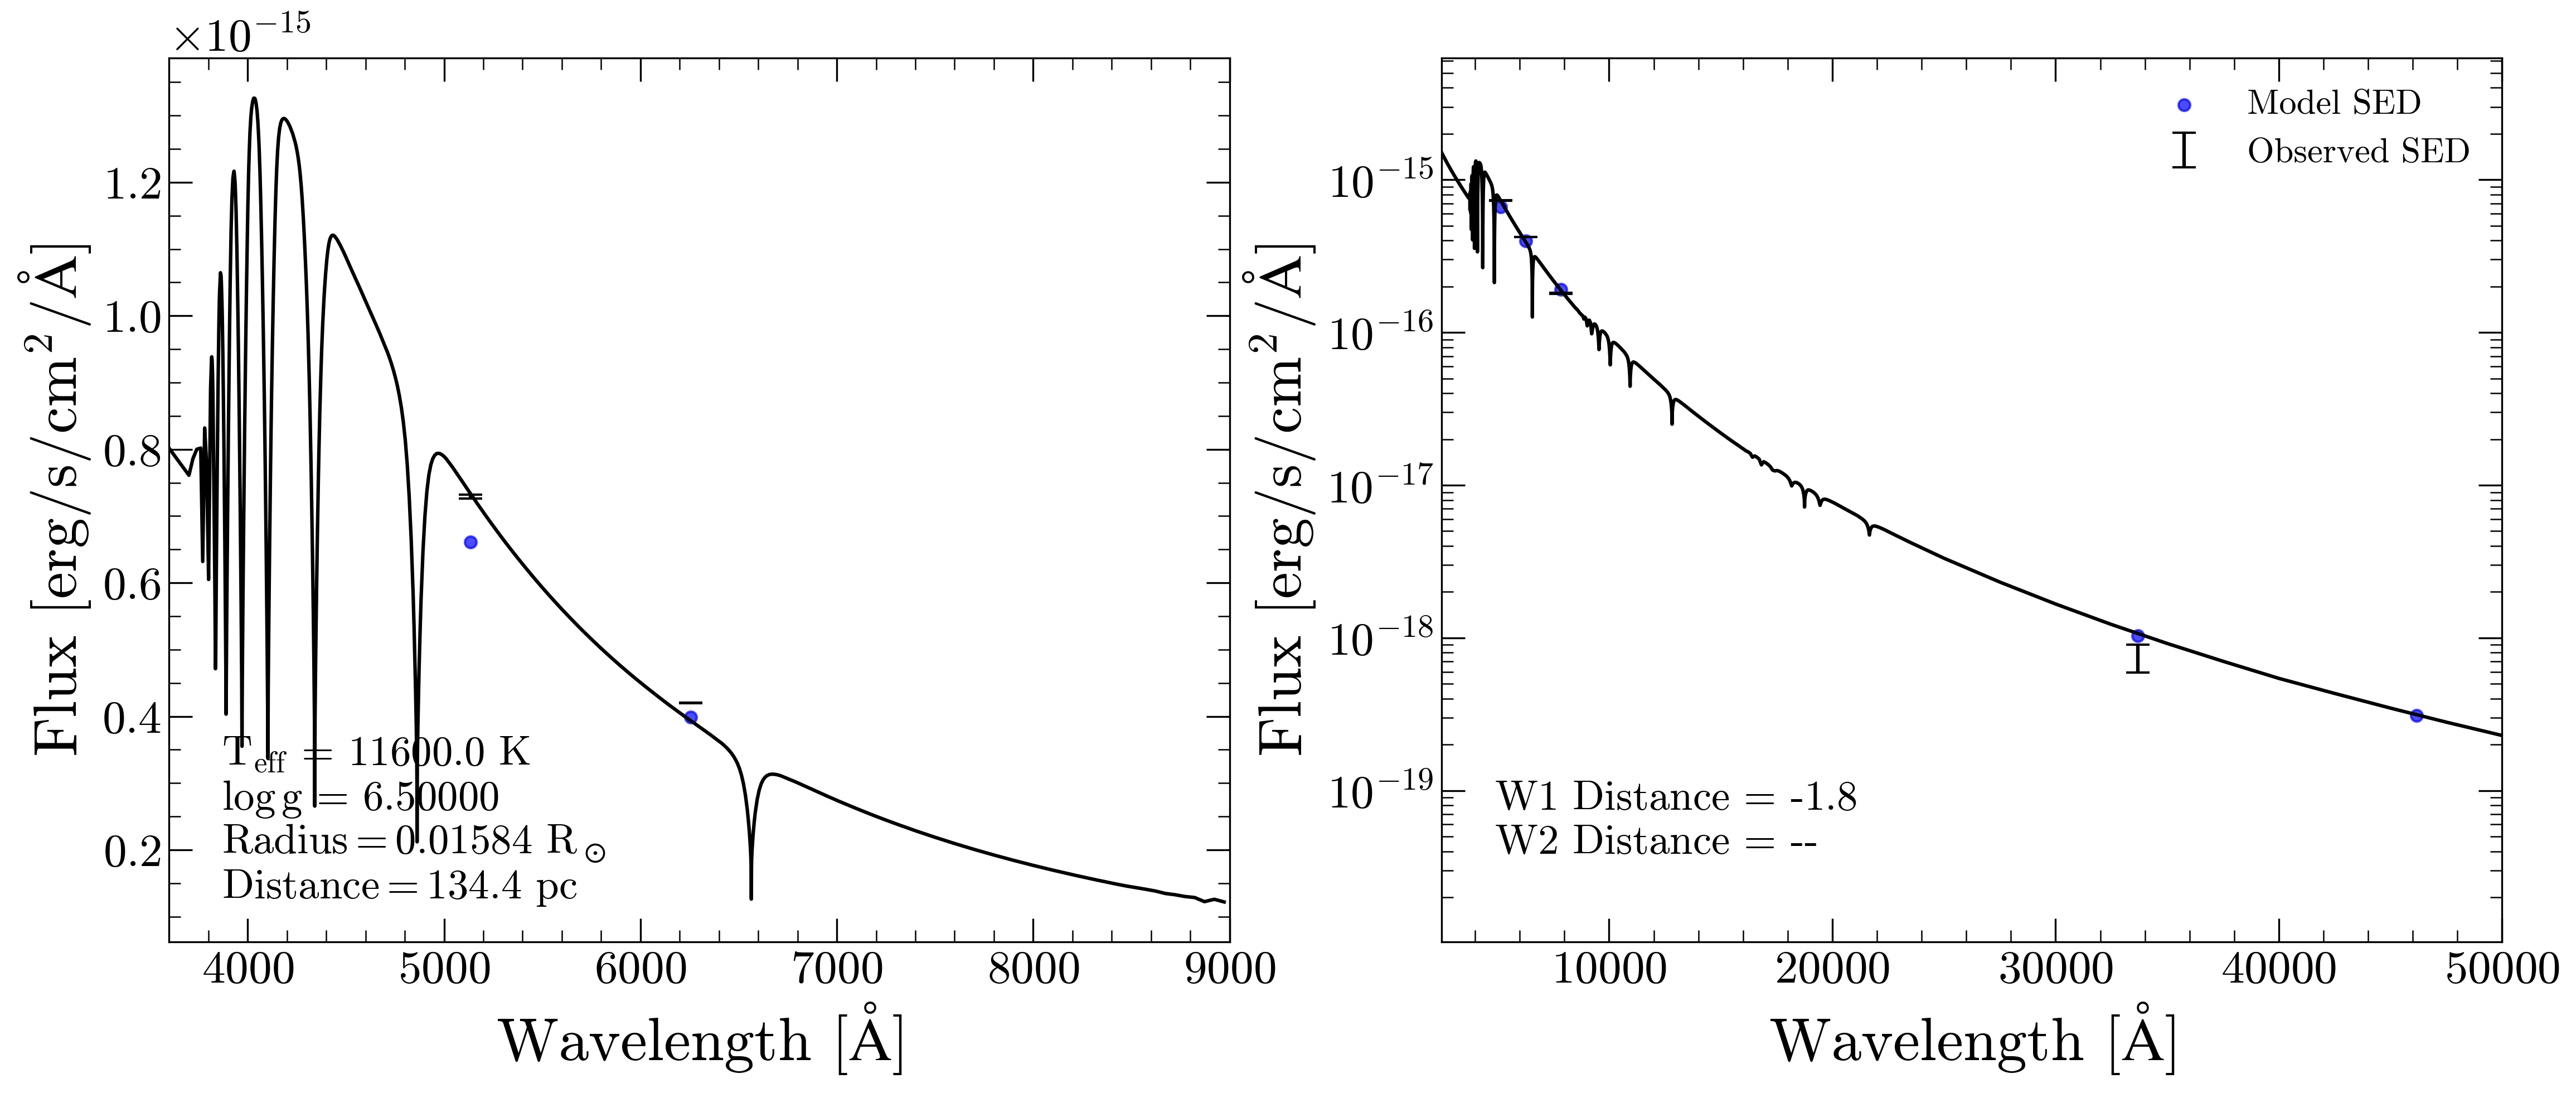 ×10⁻¹⁵
1.2
1.0
0.8
0.6
0.4
0.2
Flux [erg/s/cm²/Å]
T_eff = 11600.0 K
log g = 6.50000
Radius = 0.01584 R_⊙
Distance = 134.4 pc
4000 5000 6000 7000 8000 9000
Wavelength [Å]
Model SED
Observed SED
10⁻¹⁵
10⁻¹⁶
10⁻¹⁷
10⁻¹⁸
10⁻¹⁹
Flux [erg/s/cm²/Å]
W1 Distance = -1.8
W2 Distance = --
10000 20000 30000 40000 50000
Wavelength [Å]